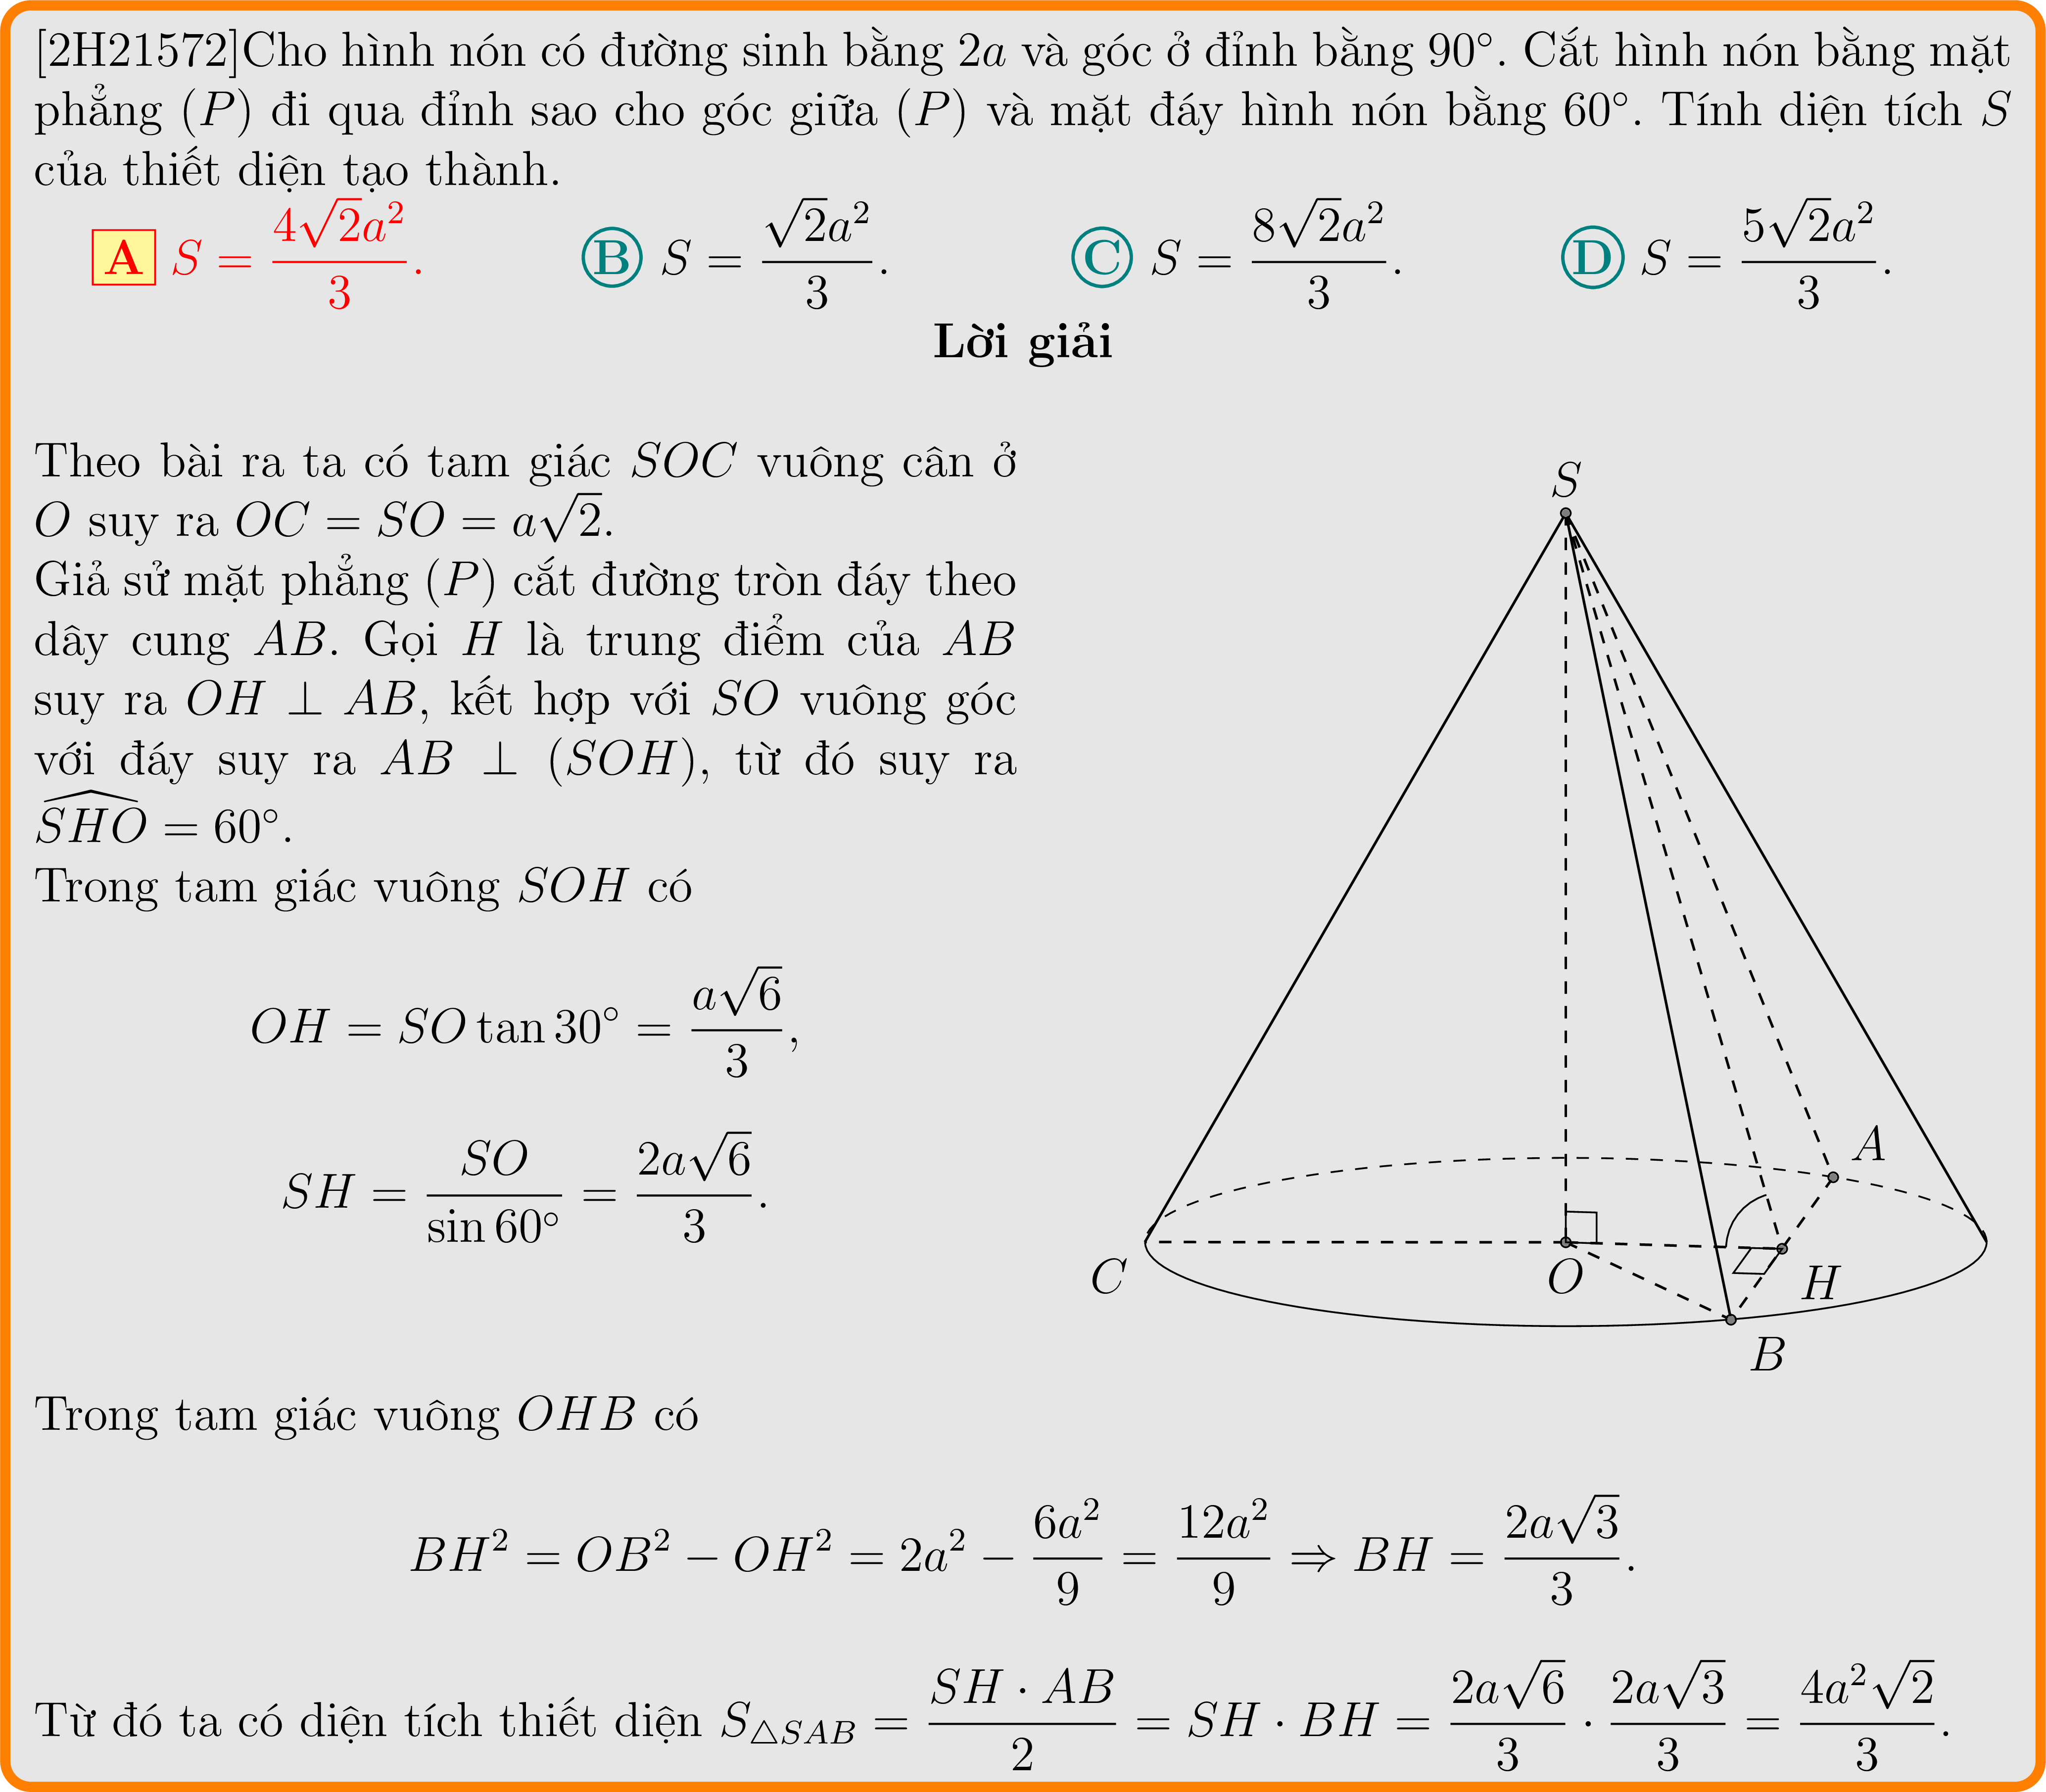 [2H21572]Cho hình nón có đường sinh bằng 2a và góc ở đỉnh bằng 90°. Cắt hình nón bằng mặt
phẳng (P) đi qua đỉnh sao cho góc giữa (P) và mặt đáy hình nón bằng 60°. Tính diện tích S
của thiết diện tạo thành.
A S = \frac{4\sqrt{2}a^2}{3}. B S = \frac{\sqrt{2}a^2}{3}. C S = \frac{8\sqrt{2}a^2}{3}. D S = \frac{5\sqrt{2}a^2}{3}.
Lời giải
Theo bài ra ta có tam giác SOC vuông cân ở
O suy ra OC = SO = a\sqrt{2}.
Giả sử mặt phẳng (P) cắt đường tròn đáy theo
dây cung AB. Gọi H là trung điểm của AB
suy ra OH ⊥ AB, kết hợp với SO vuông góc
với đáy suy ra AB ⊥ (SOH), từ đó suy ra
\widehat{SHO} = 60°.
Trong tam giác vuông SOH có
OH = SO tan 30° = \frac{a\sqrt{6}}{3},
SH = \frac{SO}{\sin 60°} = \frac{2a\sqrt{6}}{3}.
S
A
C
O
H
B
Trong tam giác vuông OHB có
BH^2 = OB^2 − OH^2 = 2a^2 − \frac{6a^2}{9} = \frac{12a^2}{9} ⇒ BH = \frac{2a\sqrt{3}}{3}.
Từ đó ta có diện tích thiết diện S_{△SAB} = \frac{SH · AB}{2} = SH · BH = \frac{2a\sqrt{6}}{3} · \frac{2a\sqrt{3}}{3} = \frac{4a^2\sqrt{2}}{3}.